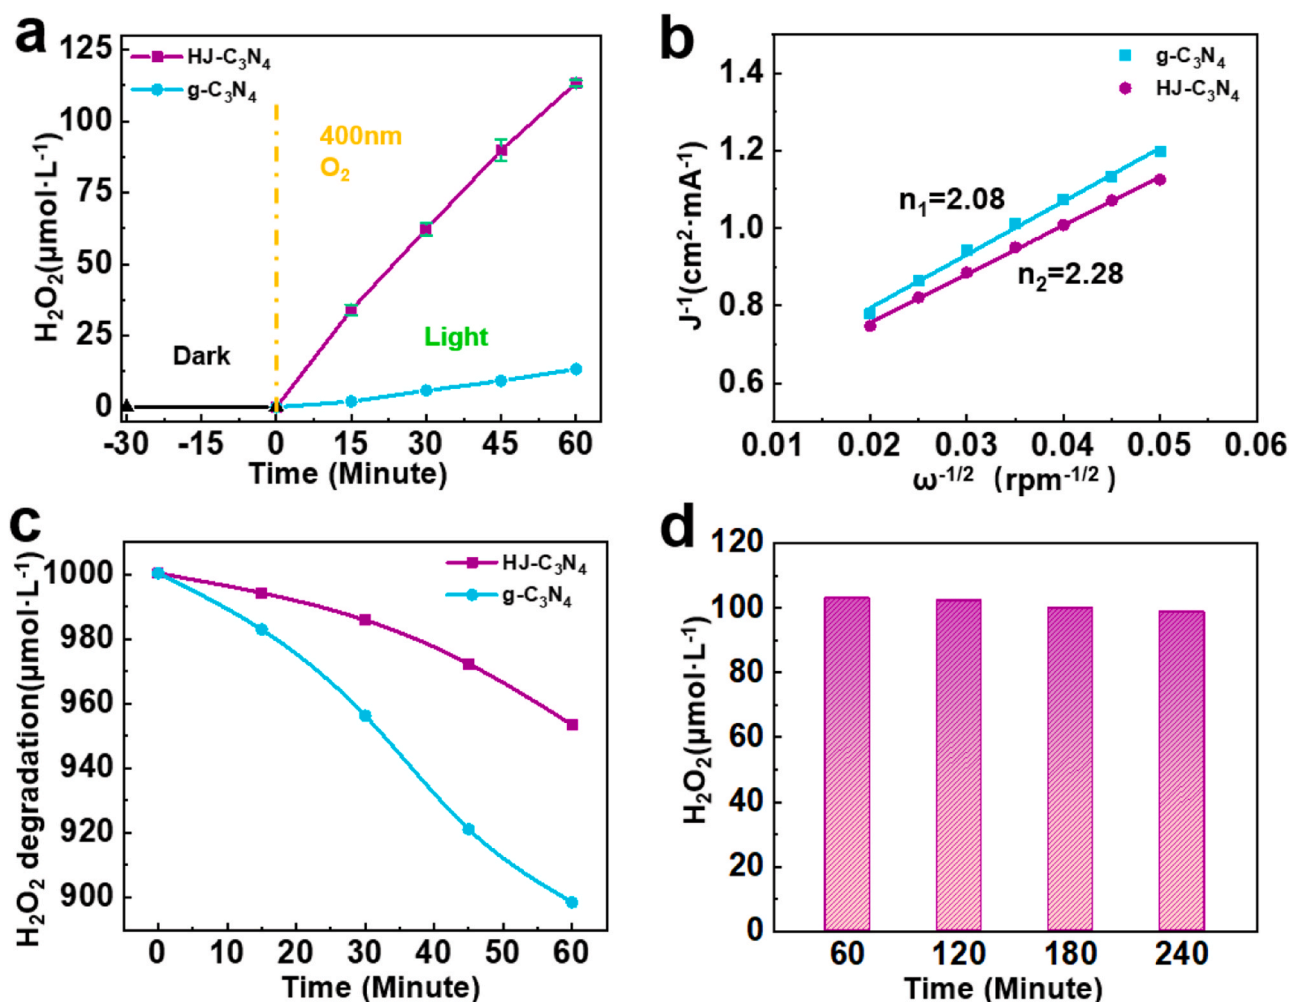 a
H₂O₂(μmol·L⁻¹)
125
100
75
50
25
0
HJ-C₃N₄
g-C₃N₄
400nm
O₂
Dark
Light
-30 -15 0 15 30 45 60
Time (Minute)
b
J⁻¹(cm²·mA⁻¹)
1.4
1.2
1.0
0.8
0.6
g-C₃N₄
HJ-C₃N₄
n₁=2.08
n₂=2.28
0.01 0.02 0.03 0.04 0.05 0.06
ω⁻¹/² (rpm⁻¹/²)
c
H₂O₂ degradation(μmol·L⁻¹)
1000
980
960
940
920
900
HJ-C₃N₄
g-C₃N₄
0 10 20 30 40 50 60
Time (Minute)
d
H₂O₂(μmol·L⁻¹)
120
100
80
60
40
20
0
60 120 180 240
Time (Minute)